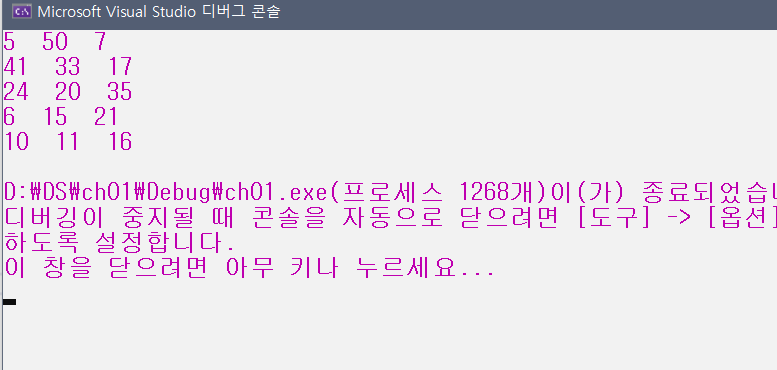 Microsoft Visual Studio 디버그 콘솔
5  50  7
41  33  17
24  20  35
6  15  21
10  11  16
D:₩DS₩ch01₩Debug₩ch01.exe(프로세스 1268개)이(가) 종료되었습니
디버깅이 중지될 때 콘솔을 자동으로 닫으려면 [도구] -> [옵션]
하도록 설정합니다.
이 창을 닫으려면 아무 키나 누르세요...